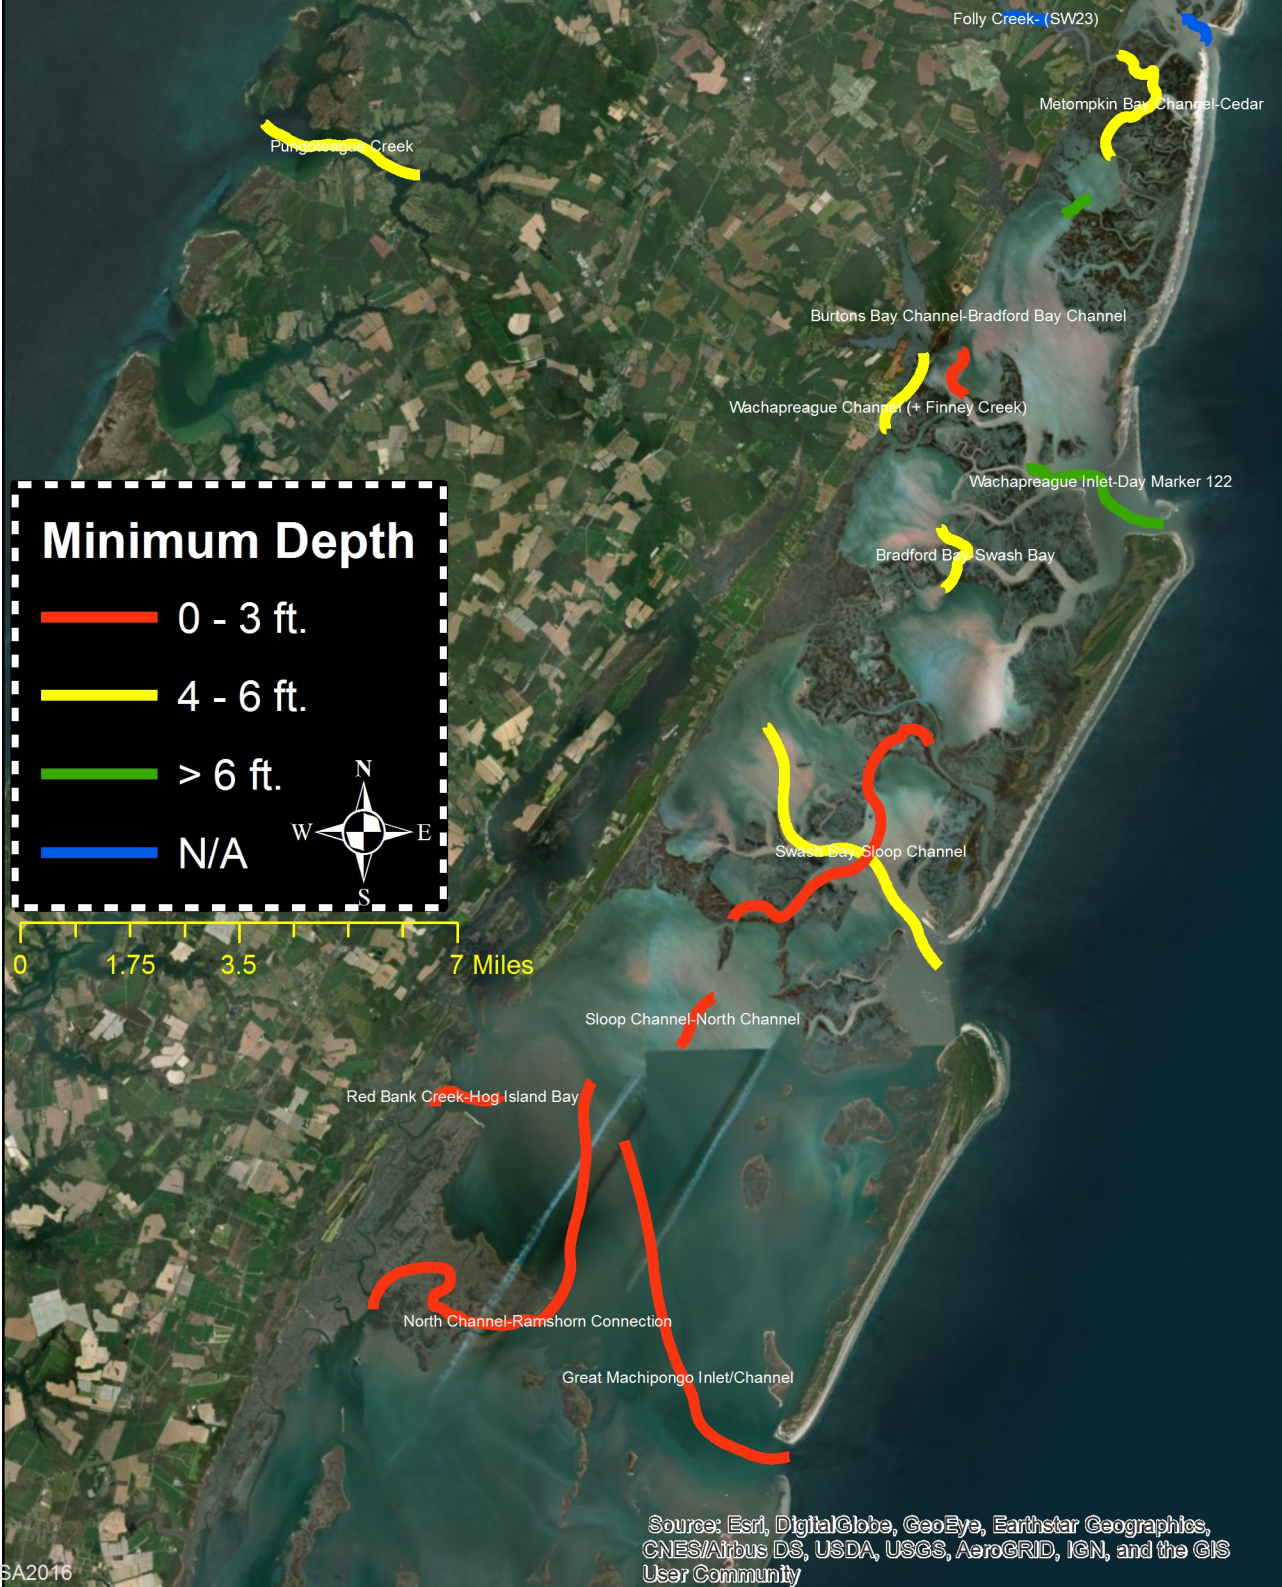 Folly Creek- (SW23)
Metompkin Bay Channel-Cedar
Pungoteague Creek
Burtons Bay Channel-Bradford Bay Channel
Wachapreague Channel (+ Finney Creek)
Wachapreague Inlet-Day Marker 122
Bradford Bay-Swash Bay
Minimum Depth
0 - 3 ft.
4 - 6 ft.
> 6 ft.
N/A
N
W E
S
Swash Bay-Sloop Channel
0 1.75 3.5 7 Miles
Sloop Channel-North Channel
Red Bank Creek-Hog Island Bay
North Channel-Ramshorn Connection
Great Machipongo Inlet/Channel
Source: Esri, DigitalGlobe, GeoEye, Earthstar Geographics,
CNES/Airbus DS, USDA, USGS, AeroGRID, IGN, and the GIS
User Community
SA2016